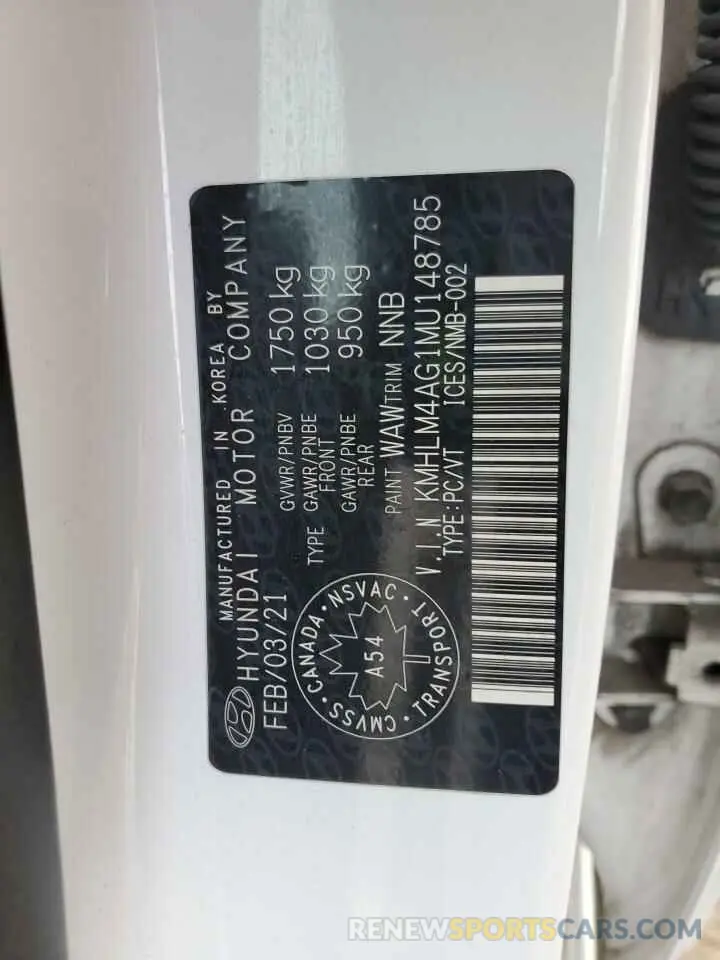 MANUFACTURED IN KOREA BY
HYUNDAI MOTOR COMPANY
FEB/03/21 GVWR/PNBV 1750 kg
TYPE GAWR/PNBE FRONT 1030 kg
GAWR/PNBE REAR 950 kg
PAINT WAW TRIM NNB
V.I.N KMHLM4AG1MU148785
TYPE:PC/VT ICES/NMB-002
CMVSS • CANADA • NSVAC • TRANSPORT •
A54
RENEWSPORTSCARS.COM